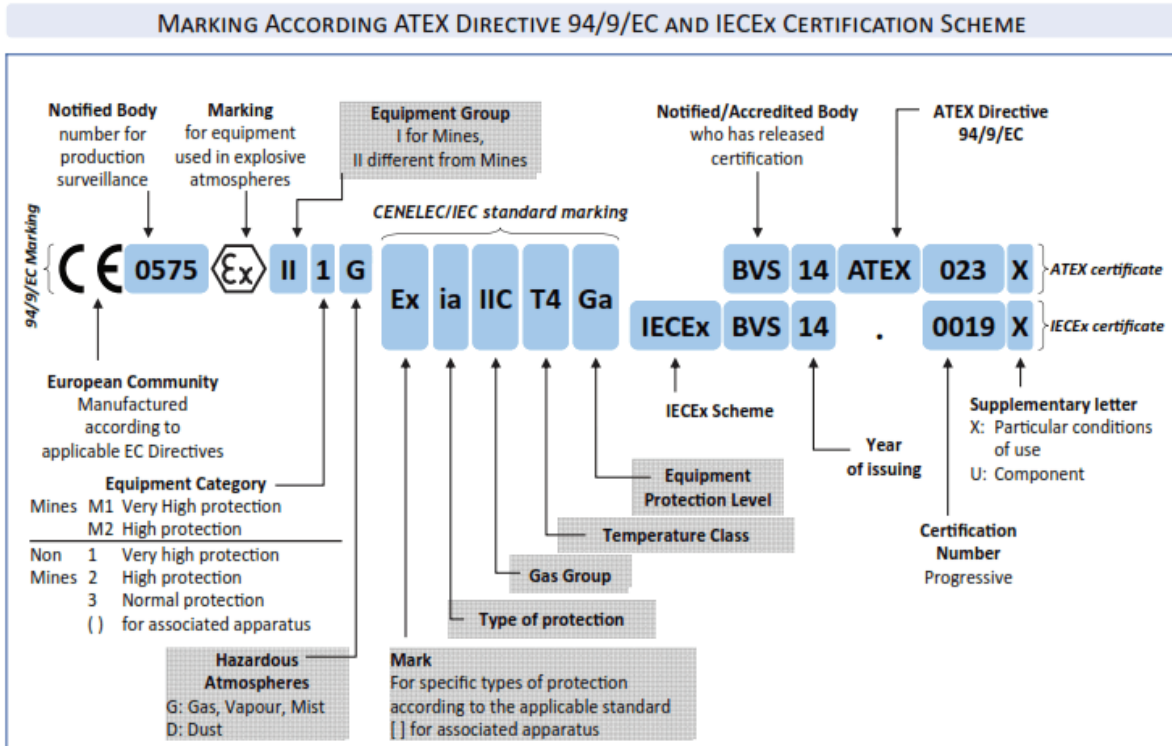 MARKING ACCORDING ATEX DIRECTIVE 94/9/EC AND IECEX CERTIFICATION SCHEME
Notified Body
number for
production
surveillance
Marking
for equipment
used in explosive
atmospheres
Equipment Group
I for Mines,
II different from Mines
Notified/Accredited Body
who has released
certification
ATEX Directive
94/9/EC
CENELEC/IEC standard marking
94/9/EC Marking
CE 0575 Ex II 1 G
Ex ia IIC T4 Ga
BVS 14 ATEX 023 X
ATEX certificate
IECEx BVS 14 . 0019 X
IECEx certificate
European Community
Manufactured
according to
applicable EC Directives
IECEx Scheme
Year
of issuing
Supplementary letter
X: Particular conditions
of use
U: Component
Equipment Category
Mines M1 Very High protection
M2 High protection
Non 1 Very high protection
Mines 2 High protection
3 Normal protection
( ) for associated apparatus
Equipment
Protection Level
Temperature Class
Gas Group
Type of protection
Certification
Number
Progressive
Hazardous
Atmospheres
G: Gas, Vapour, Mist
D: Dust
Mark
For specific types of protection
according to the applicable standard
[ ] for associated apparatus